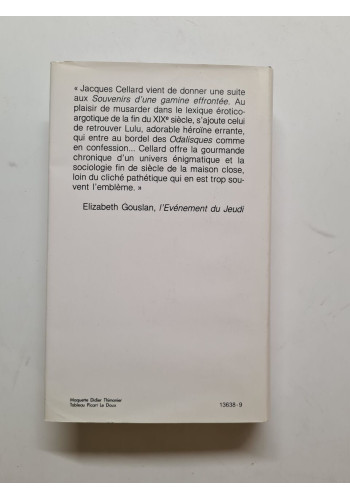 « Jacques Cellard vient de donner une suite
aux Souvenirs d'une gamine effrontée. Au
plaisir de musarder dans le lexique érotico-
argotique de la fin du XIXe siècle, s'ajoute celui
de retrouver Lulu, adorable héroïne errante,
qui entre au bordel des Odalisques comme
en confession... Cellard offre la gourmande
chronique d'un univers énigmatique et la
sociologie fin de siècle de la maison close,
loin du cliché pathétique qui en est trop sou-
vent l'emblème. »
Elizabeth Gouslan, l'Evénement du Jeudi
Maquette Didier Thimonier
Tableau Picart Le Doux
13638-9